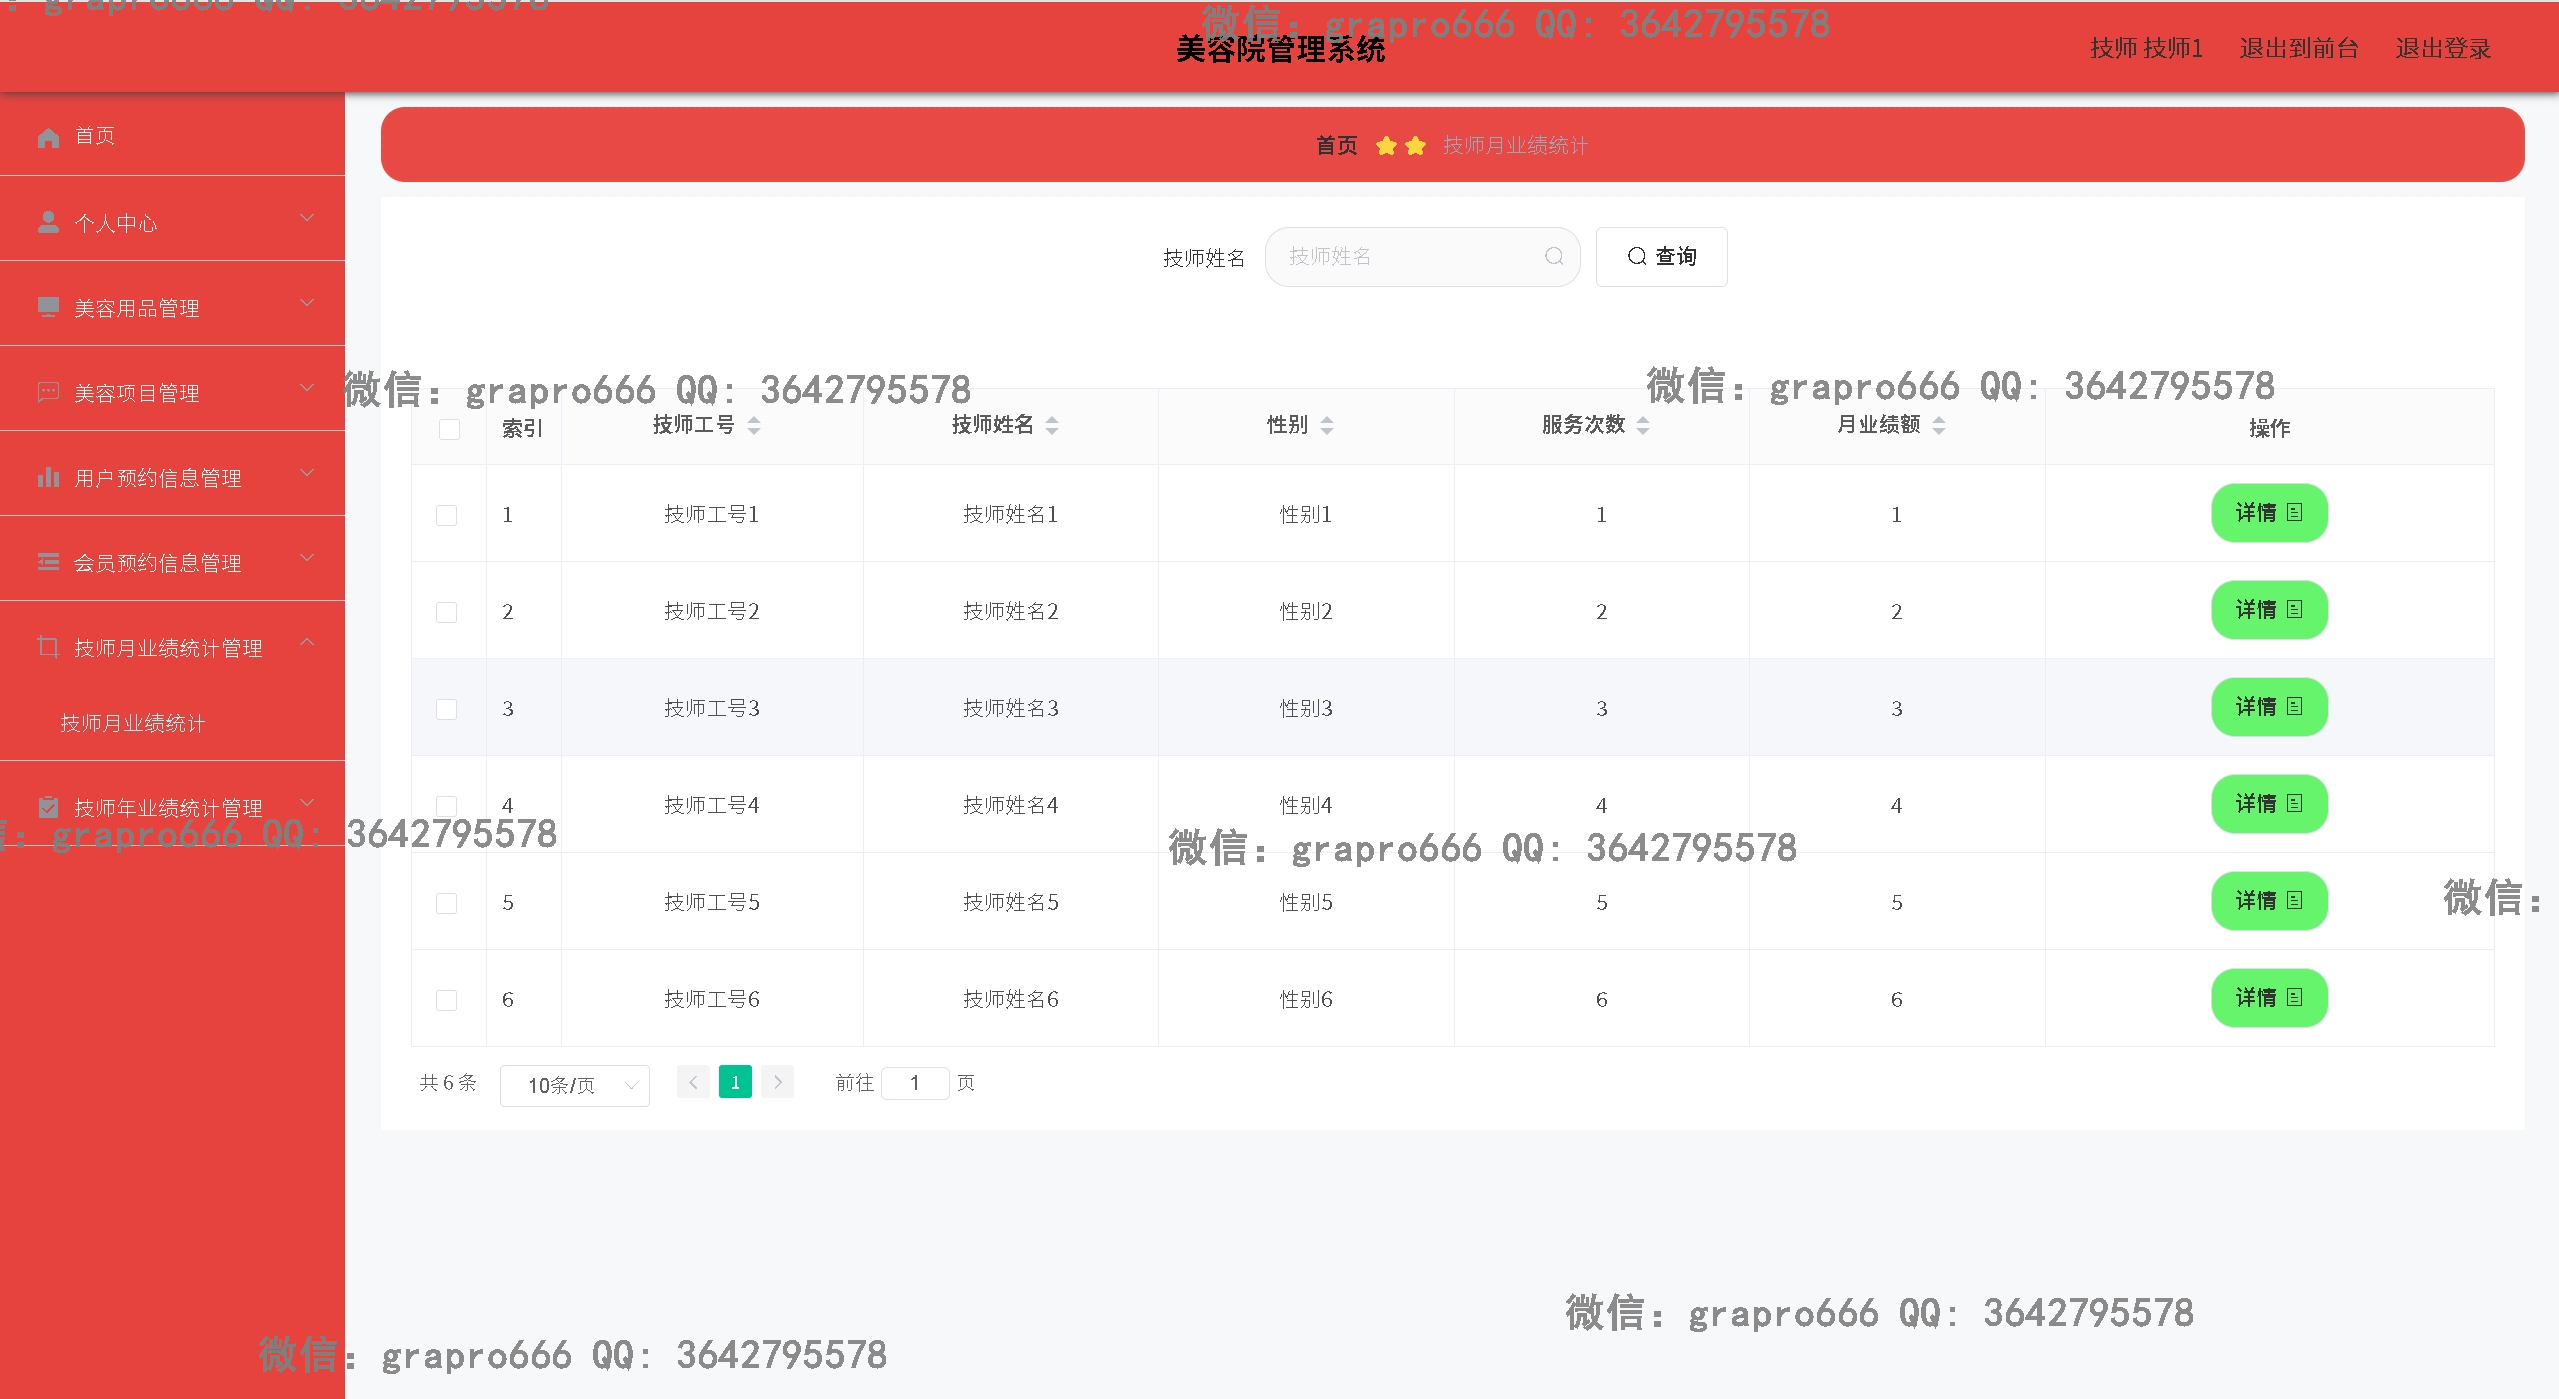 ：grapro666 QQ：3642795578
微信：grapro666 QQ：3642795578
美容院管理系统
技师 技师1 退出到前台 退出登录
首页
个人中心
美容用品管理
美容项目管理
用户预约信息管理
会员预约信息管理
技师月业绩统计管理
技师月业绩统计
技师年业绩统计管理
首页 技师月业绩统计
技师姓名 技师姓名 查询
微信：grapro666 QQ：3642795578
微信：grapro666 QQ：3642795578
索引 技师工号 技师姓名 性别 服务次数 月业绩额 操作
1 技师工号1 技师姓名1 性别1 1 1 详情
2 技师工号2 技师姓名2 性别2 2 2 详情
3 技师工号3 技师姓名3 性别3 3 3 详情
4 技师工号4 技师姓名4 性别4 4 4 详情
信：grapro666 QQ：3642795578
微信：grapro666 QQ：3642795578
5 技师工号5 技师姓名5 性别5 5 5 详情
微信：
6 技师工号6 技师姓名6 性别6 6 6 详情
共 6 条 10条/页 1 前往 1 页
微信：grapro666 QQ：3642795578
微信：grapro666 QQ：3642795578